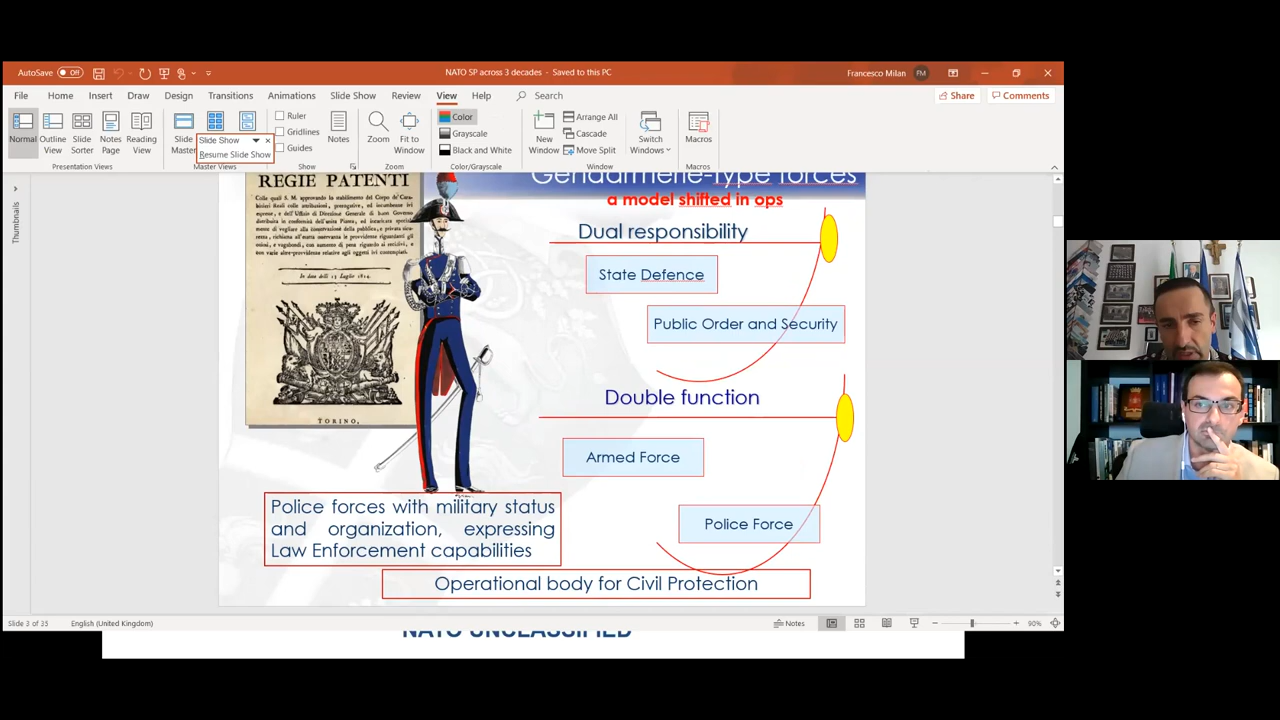 AutoSave Off
NATO SP across 3 decades - Saved to this PC
Francesco Milan FM
File Home Insert Draw Design Transitions Animations Slide Show Review View Help Search
Share Comments
Normal
Outline View
Slide Sorter
Notes Page
Reading View
Slide Master
Slide Show
Resume Slide Show
Ruler
Gridlines
Guides
Notes
Zoom
Fit to Window
Color
Grayscale
Black and White
New Window
Arrange All
Cascade
Move Split
Switch Windows
Macros
Presentation Views
Master Views
Show
Zoom
Color/Grayscale
Window
Macros
Thumbnails
Gendarmerie-type forces
a model shifted in ops
REGIE PATENTI
TORINO,
Dual responsibility
State Defence
Public Order and Security
Double function
Armed Force
Police Force
Police forces with military status
and organization, expressing
Law Enforcement capabilities
Operational body for Civil Protection
Slide 3 of 35
English (United Kingdom)
Notes
90%
NATO UNCLASSIFIED